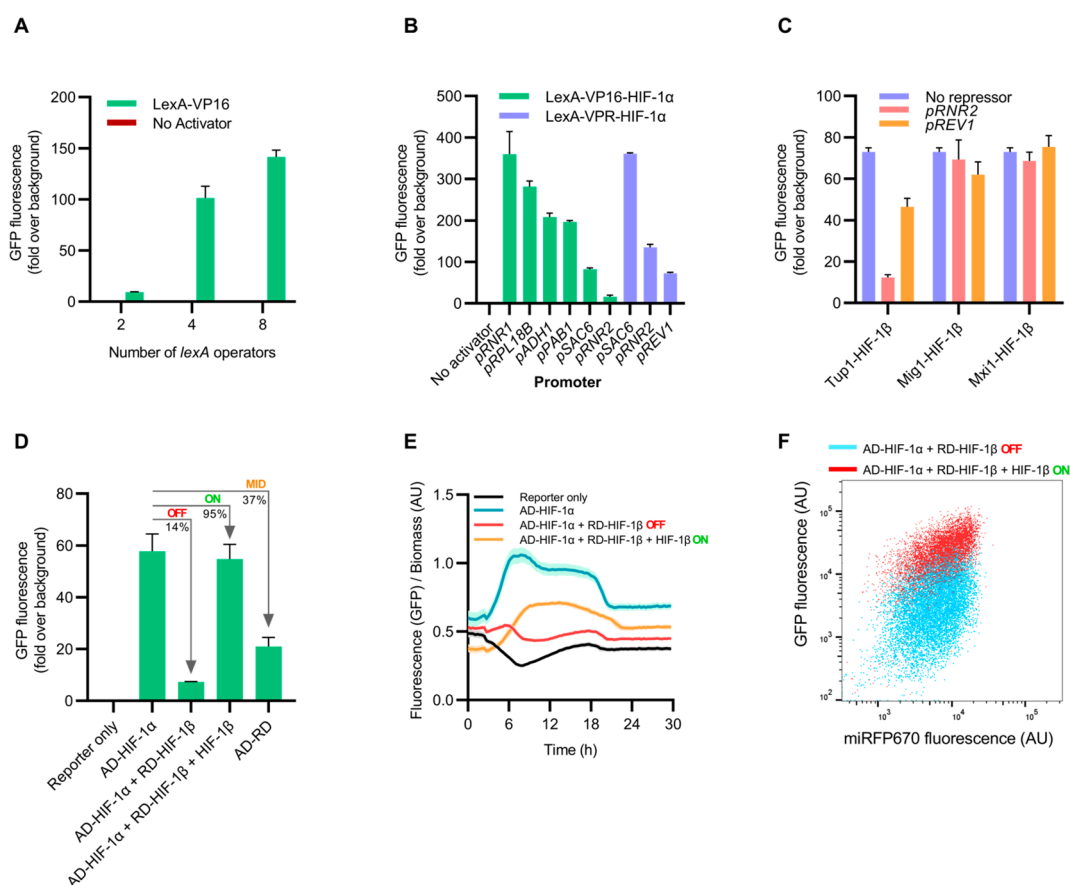 A
GFP fluorescence
(fold over background)
200
150
100
50
0
LexA-VP16
No Activator
2
4
8
Number of lexA operators
B
GFP fluorescence
(fold over background)
500
400
300
200
100
0
LexA-VP16-HIF-1α
LexA-VPR-HIF-1α
No activator
pRNR1
pRPL18B
pADH1
pPAB1
pSAC6
pRNR2
pSAC6
pRNR2
pREV1
Promoter
C
GFP fluorescence
(fold over background)
100
80
60
40
20
0
No repressor
pRNR2
pREV1
Tup1-HIF-1β
Mig1-HIF-1β
Mxi1-HIF-1β
D
GFP fluorescence
(fold over background)
80
60
40
20
0
MID
37%
ON
95%
OFF
14%
Reporter only
AD-HIF-1α
AD-HIF-1α + RD-HIF-1β
AD-HIF-1α + RD-HIF-1β + HIF-1β
AD-RD
E
Fluorescence (GFP) / Biomass (AU)
1.5
1.0
0.5
0.0
Reporter only
AD-HIF-1α
AD-HIF-1α + RD-HIF-1β OFF
AD-HIF-1α + RD-HIF-1β + HIF-1β ON
0
6
12
18
24
30
Time (h)
F
AD-HIF-1α + RD-HIF-1β OFF
AD-HIF-1α + RD-HIF-1β + HIF-1β ON
GFP fluorescence (AU)
10⁵
10⁴
10³
10²
10³
10⁴
10⁵
miRFP670 fluorescence (AU)